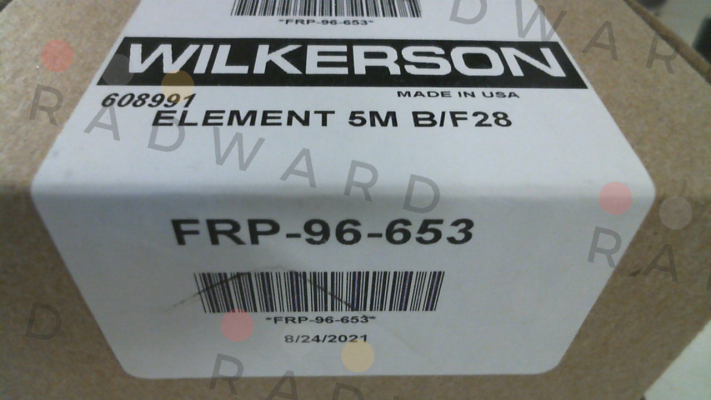 *FRP-96-653*
WILKERSON
MADE IN USA
608991
ELEMENT 5M B/F28
FRP-96-653
*FRP-96-653*
8/24/2021
RADWARD